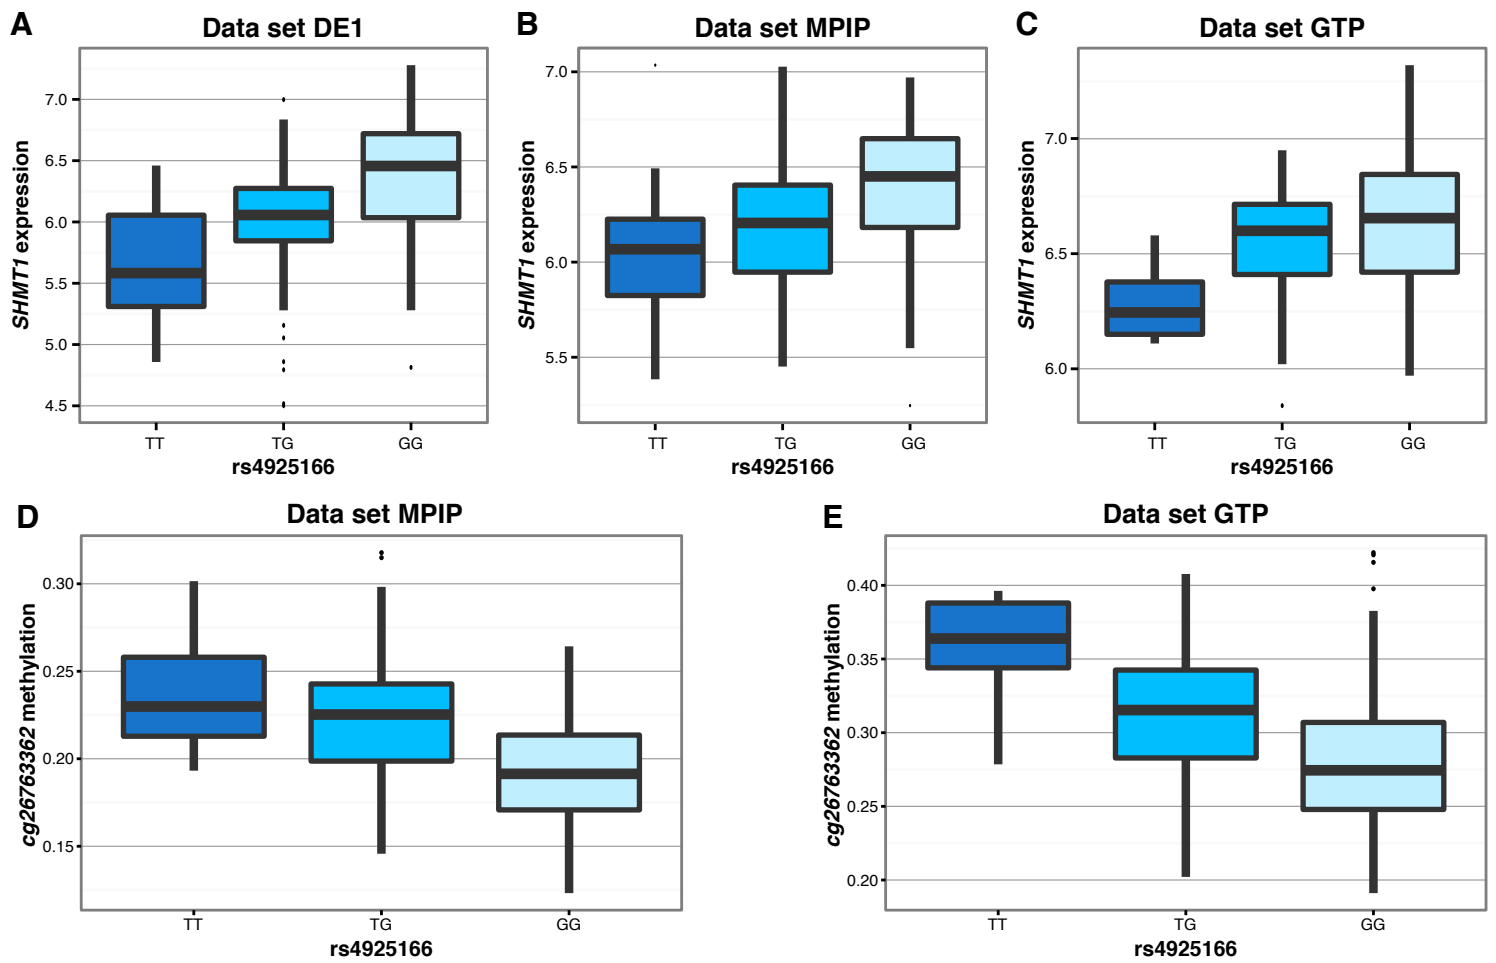 A
Data set DE1
SHMT1 expression
7.0
6.5
6.0
5.5
5.0
4.5
TT TG GG
rs4925166
B
Data set MPIP
SHMT1 expression
7.0
6.5
6.0
5.5
TT TG GG
rs4925166
C
Data set GTP
SHMT1 expression
7.0
6.5
6.0
TT TG GG
rs4925166
D
Data set MPIP
cg26763362 methylation
0.30
0.25
0.20
0.15
TT TG GG
rs4925166
E
Data set GTP
cg26763362 methylation
0.40
0.35
0.30
0.25
0.20
TT TG GG
rs4925166